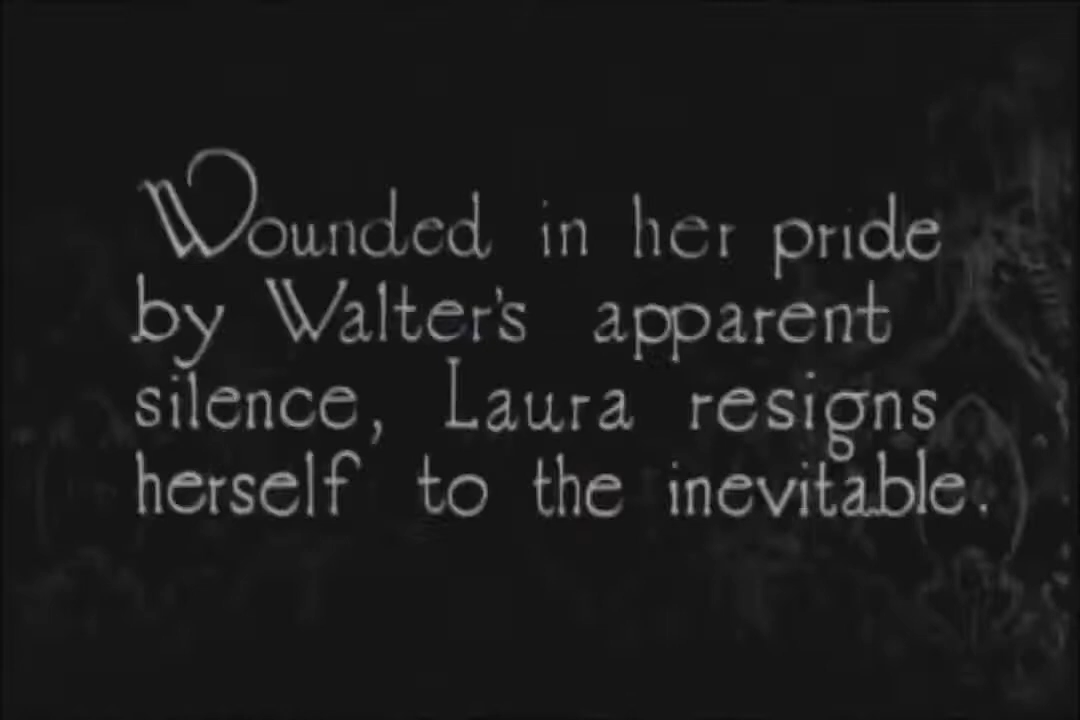 Wounded in her pride
by Walter's apparent
silence, Laura resigns
herself to the inevitable.